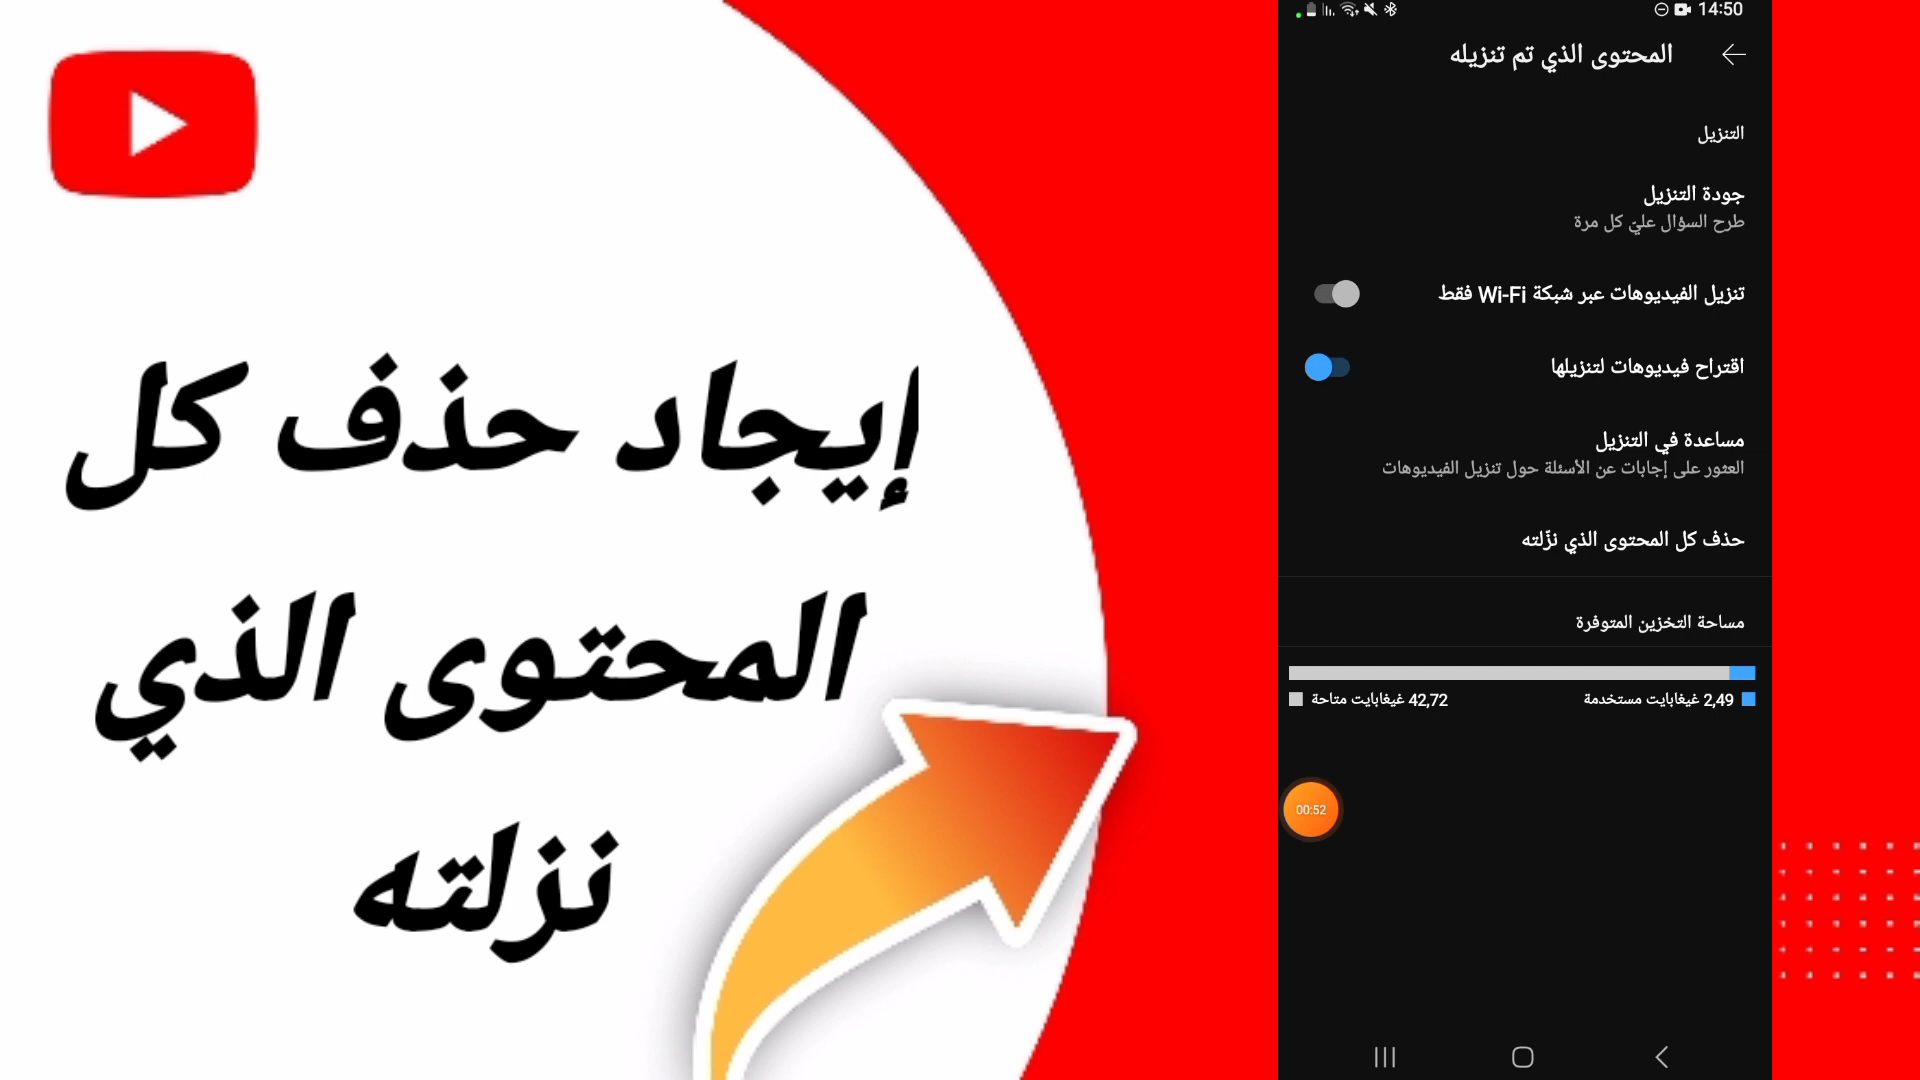 إيجاد حذف كل
المحتوى الذي
نزلته
14:50
المحتوى الذي تم تنزيله
التنزيل
جودة التنزيل
طرح السؤال عليّ كل مرة
تنزيل الفيديوهات عبر شبكة Wi-Fi فقط
اقتراح فيديوهات لتنزيلها
مساعدة في التنزيل
العثور على إجابات عن الأسئلة حول تنزيل الفيديوهات
حذف كل المحتوى الذي نزّلته
مساحة التخزين المتوفرة
2,49 غيغابايت مستخدمة
42,72 غيغابايت متاحة
00:52